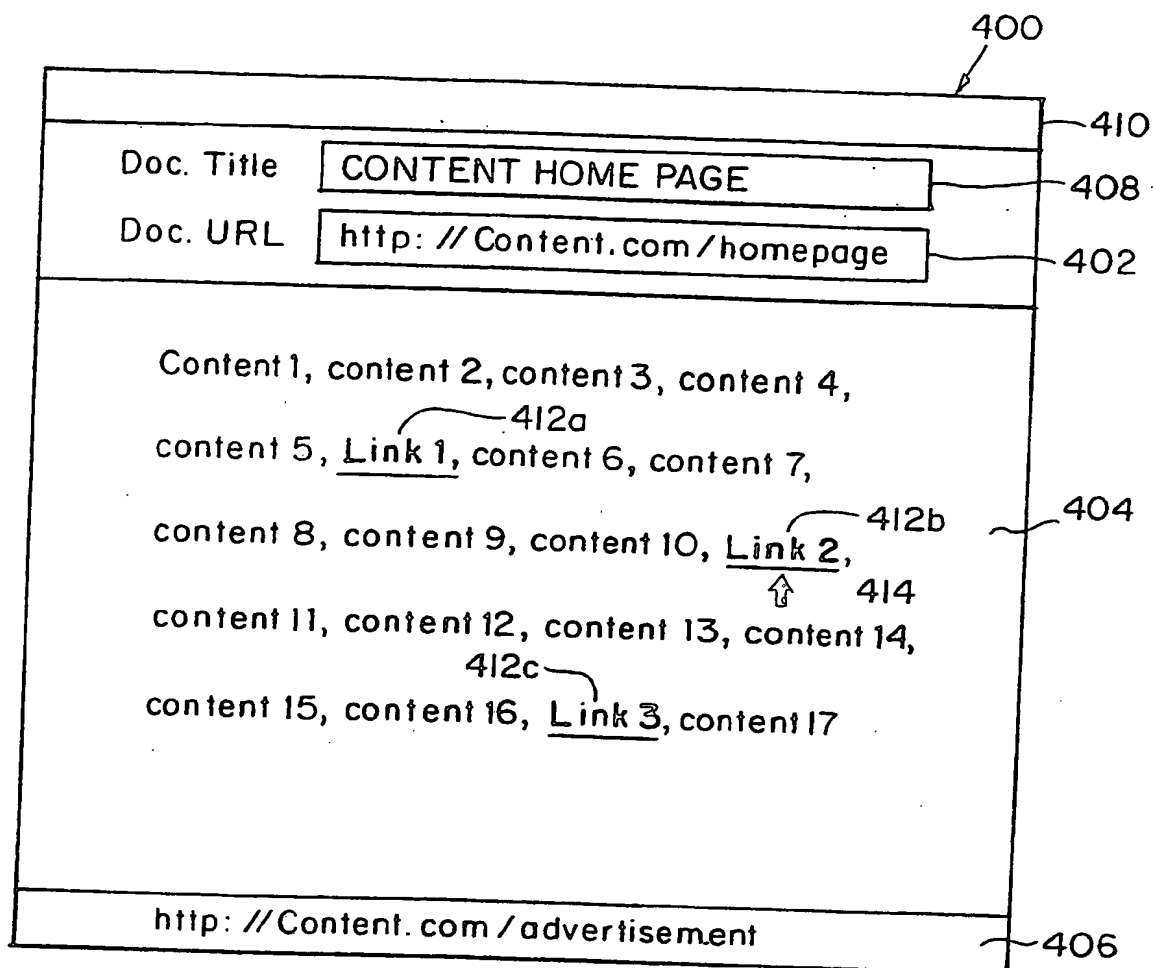 400
410
Doc. Title CONTENT HOME PAGE 408
Doc. URL http: //Content.com/homepage 402
Content 1, content 2, content 3, content 4,
412a
content 5, Link 1, content 6, content 7,
412b 404
content 8, content 9, content 10, Link 2,
414
content 11, content 12, content 13, content 14,
412c
content 15, content 16, Link 3, content 17
http: //Content.com/advertisement 406